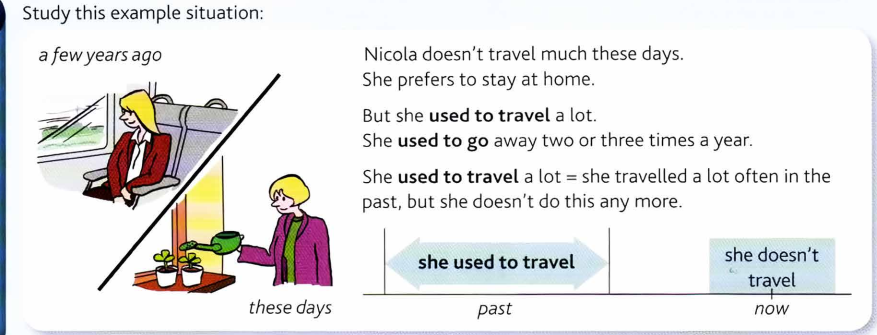 Study this example situation:
a few years ago
Nicola doesn't travel much these days.
She prefers to stay at home.
But she used to travel a lot.
She used to go away two or three times a year.
She used to travel a lot = she travelled a lot often in the
past, but she doesn't do this any more.
she used to travel
she doesn't
travel
these days
past
now